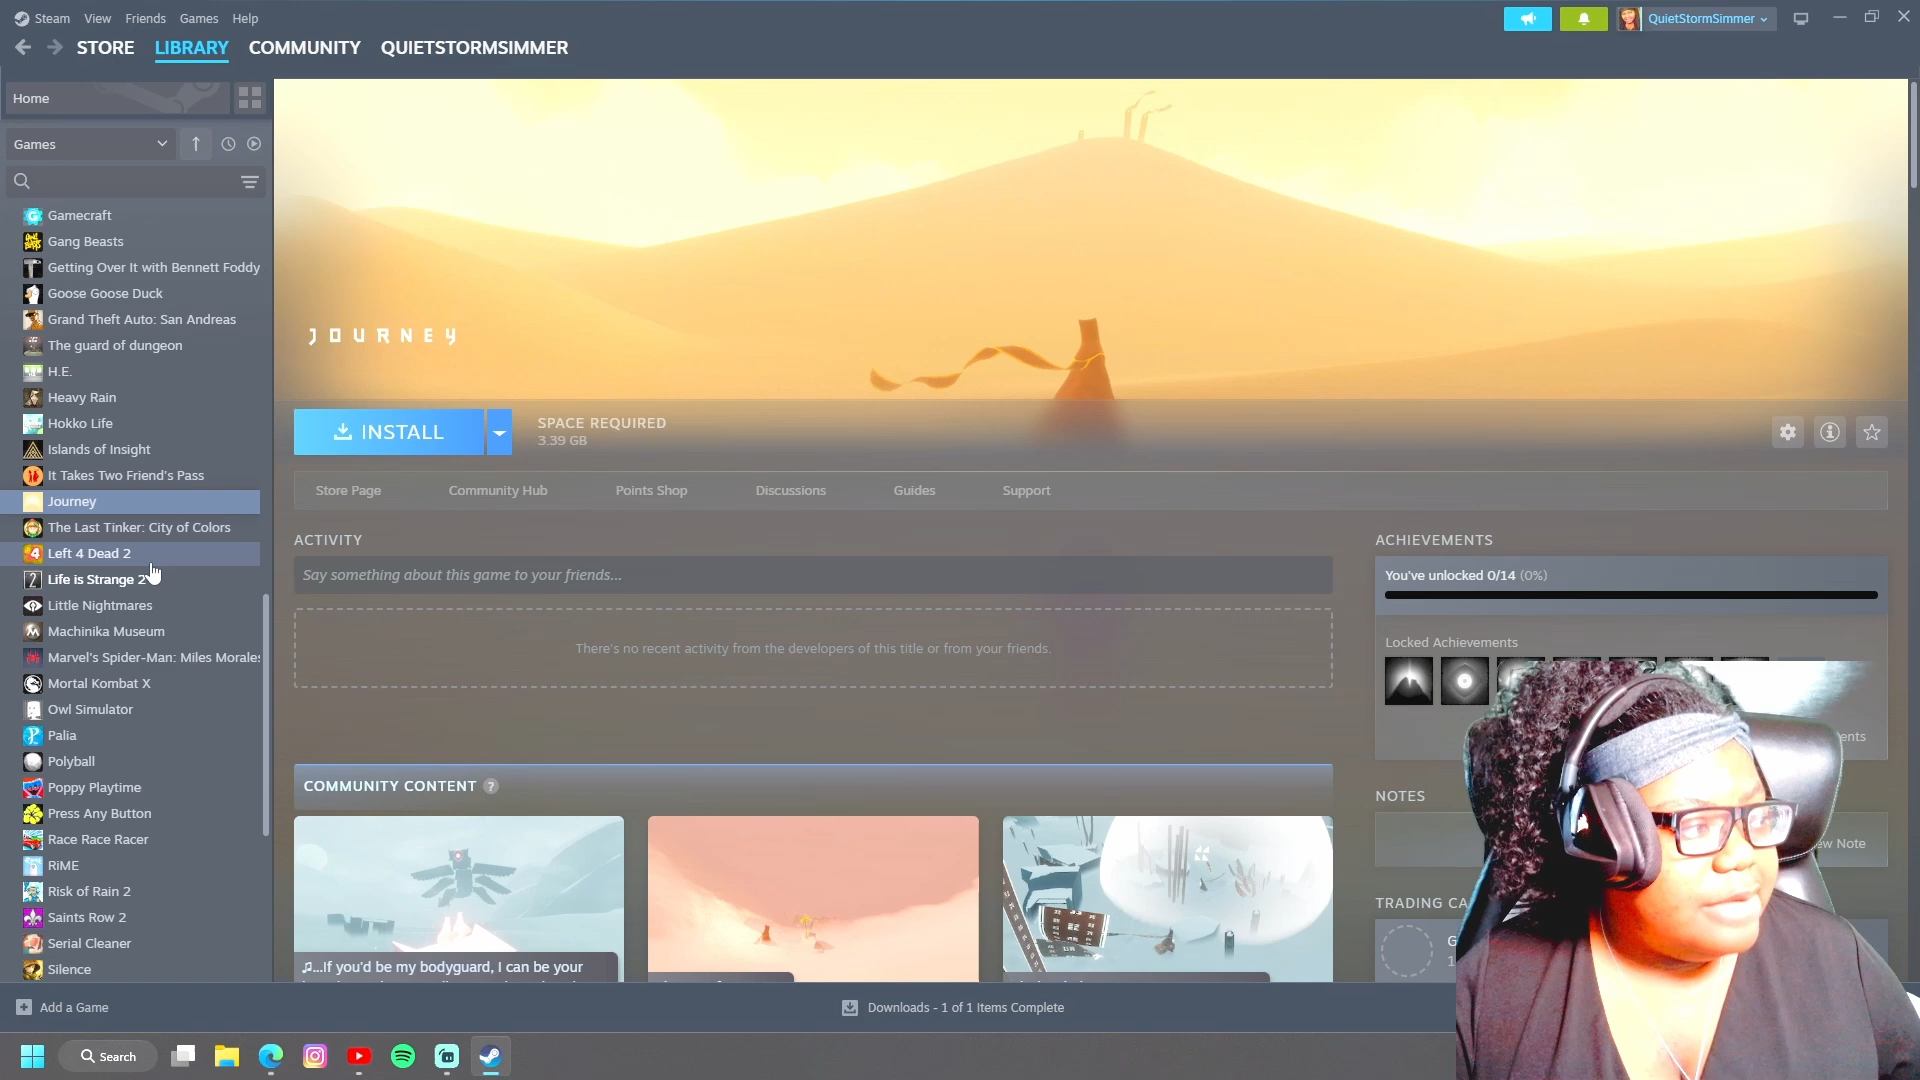 Steam View Friends Games Help
QuietStormSimmer
STORE LIBRARY COMMUNITY QUIETSTORMSIMMER
Home
Games
Gamecraft
Gang Beasts
Getting Over It with Bennett Foddy
Goose Goose Duck
Grand Theft Auto: San Andreas
The guard of dungeon
H.E.
Heavy Rain
Hokko Life
Islands of Insight
It Takes Two Friend's Pass
Journey
The Last Tinker: City of Colors
Left 4 Dead 2
Life is Strange 2
Little Nightmares
Machinika Museum
Marvel's Spider-Man: Miles Morales
Mortal Kombat X
Owl Simulator
Palia
Polyball
Poppy Playtime
Press Any Button
Race Race Racer
RiME
Risk of Rain 2
Saints Row 2
Serial Cleaner
Silence
Add a Game
JOURNEY
INSTALL
SPACE REQUIRED
3.39 GB
Store Page Community Hub Points Shop Discussions Guides Support
ACTIVITY
Say something about this game to your friends...
There's no recent activity from the developers of this title or from your friends.
COMMUNITY CONTENT ?
♫...If you'd be my bodyguard, I can be your
ACHIEVEMENTS
You've unlocked 0/14 (0%)
Locked Achievements
ents
NOTES
ew Note
TRADING CA
G
1
Downloads - 1 of 1 Items Complete
Search